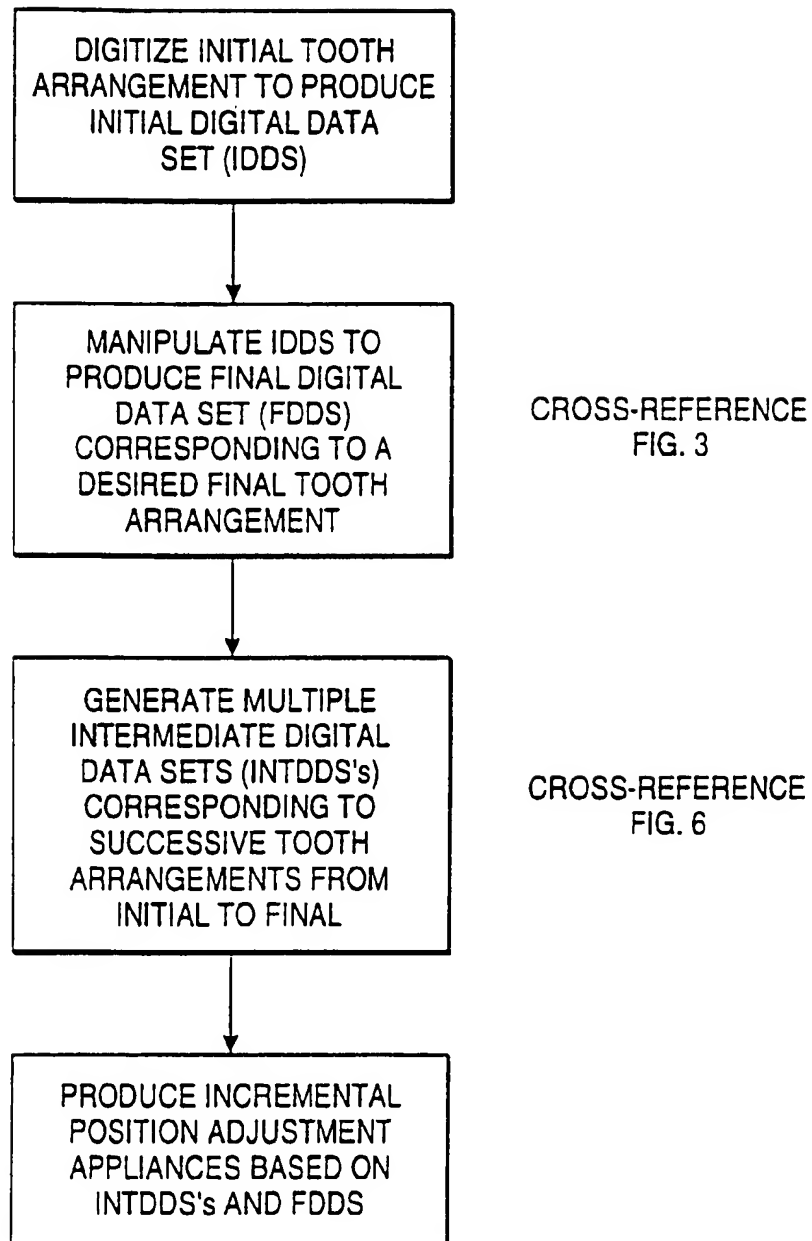 DIGITIZE INITIAL TOOTH
ARRANGEMENT TO PRODUCE
INITIAL DIGITAL DATA
SET (IDDS)
MANIPULATE IDDS TO
PRODUCE FINAL DIGITAL
DATA SET (FDDS)
CORRESPONDING TO A
DESIRED FINAL TOOTH
ARRANGEMENT
CROSS-REFERENCE
FIG. 3
GENERATE MULTIPLE
INTERMEDIATE DIGITAL
DATA SETS (INTDDS's)
CORRESPONDING TO
SUCCESSIVE TOOTH
ARRANGEMENTS FROM
INITIAL TO FINAL
CROSS-REFERENCE
FIG. 6
PRODUCE INCREMENTAL
POSITION ADJUSTMENT
APPLIANCES BASED ON
INTDDS's AND FDDS